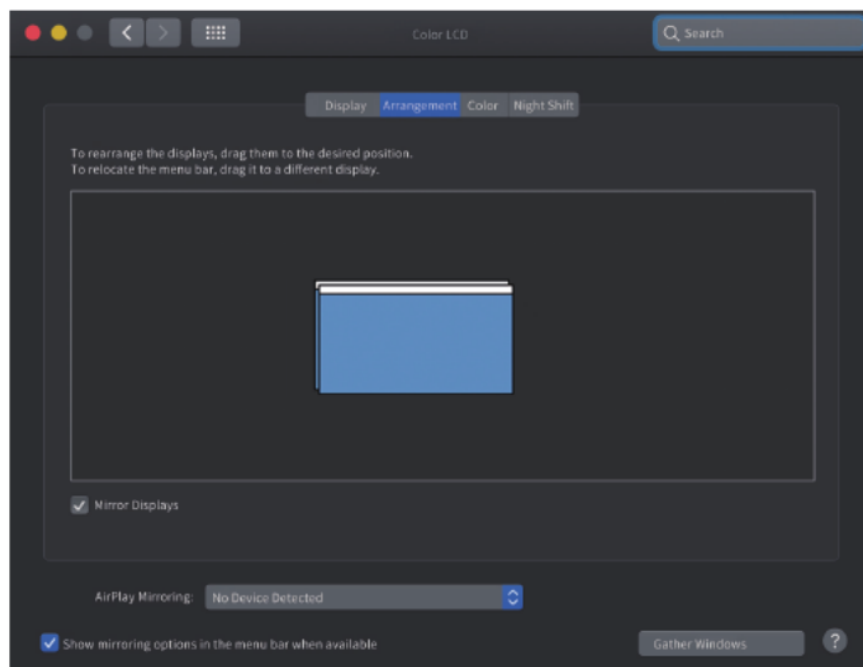 Color LCD
Search
Display Arrangement Color Night Shift
To rearrange the displays, drag them to the desired position.
To relocate the menu bar, drag it to a different display.
Mirror Displays
AirPlay Mirroring: No Device Detected
Show mirroring options in the menu bar when available
Gather Windows ?